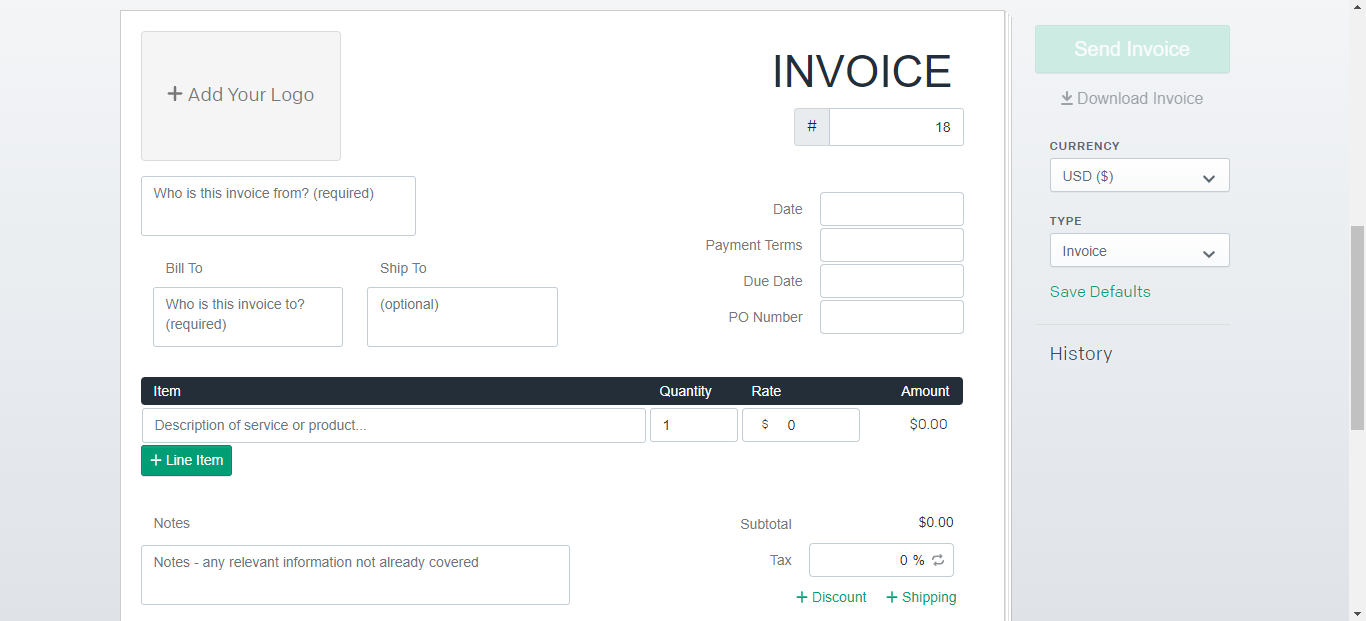 + Add Your Logo
INVOICE
# 18
Who is this invoice from? (required)
Date
Payment Terms
Due Date
PO Number
Bill To
Ship To
Who is this invoice to?
(required)
(optional)
Item Quantity Rate Amount
Description of service or product... 1 $ 0 $0.00
+ Line Item
Notes
Notes - any relevant information not already covered
Subtotal $0.00
Tax 0 %
+ Discount + Shipping
Send Invoice
Download Invoice
CURRENCY
USD ($)
TYPE
Invoice
Save Defaults
History